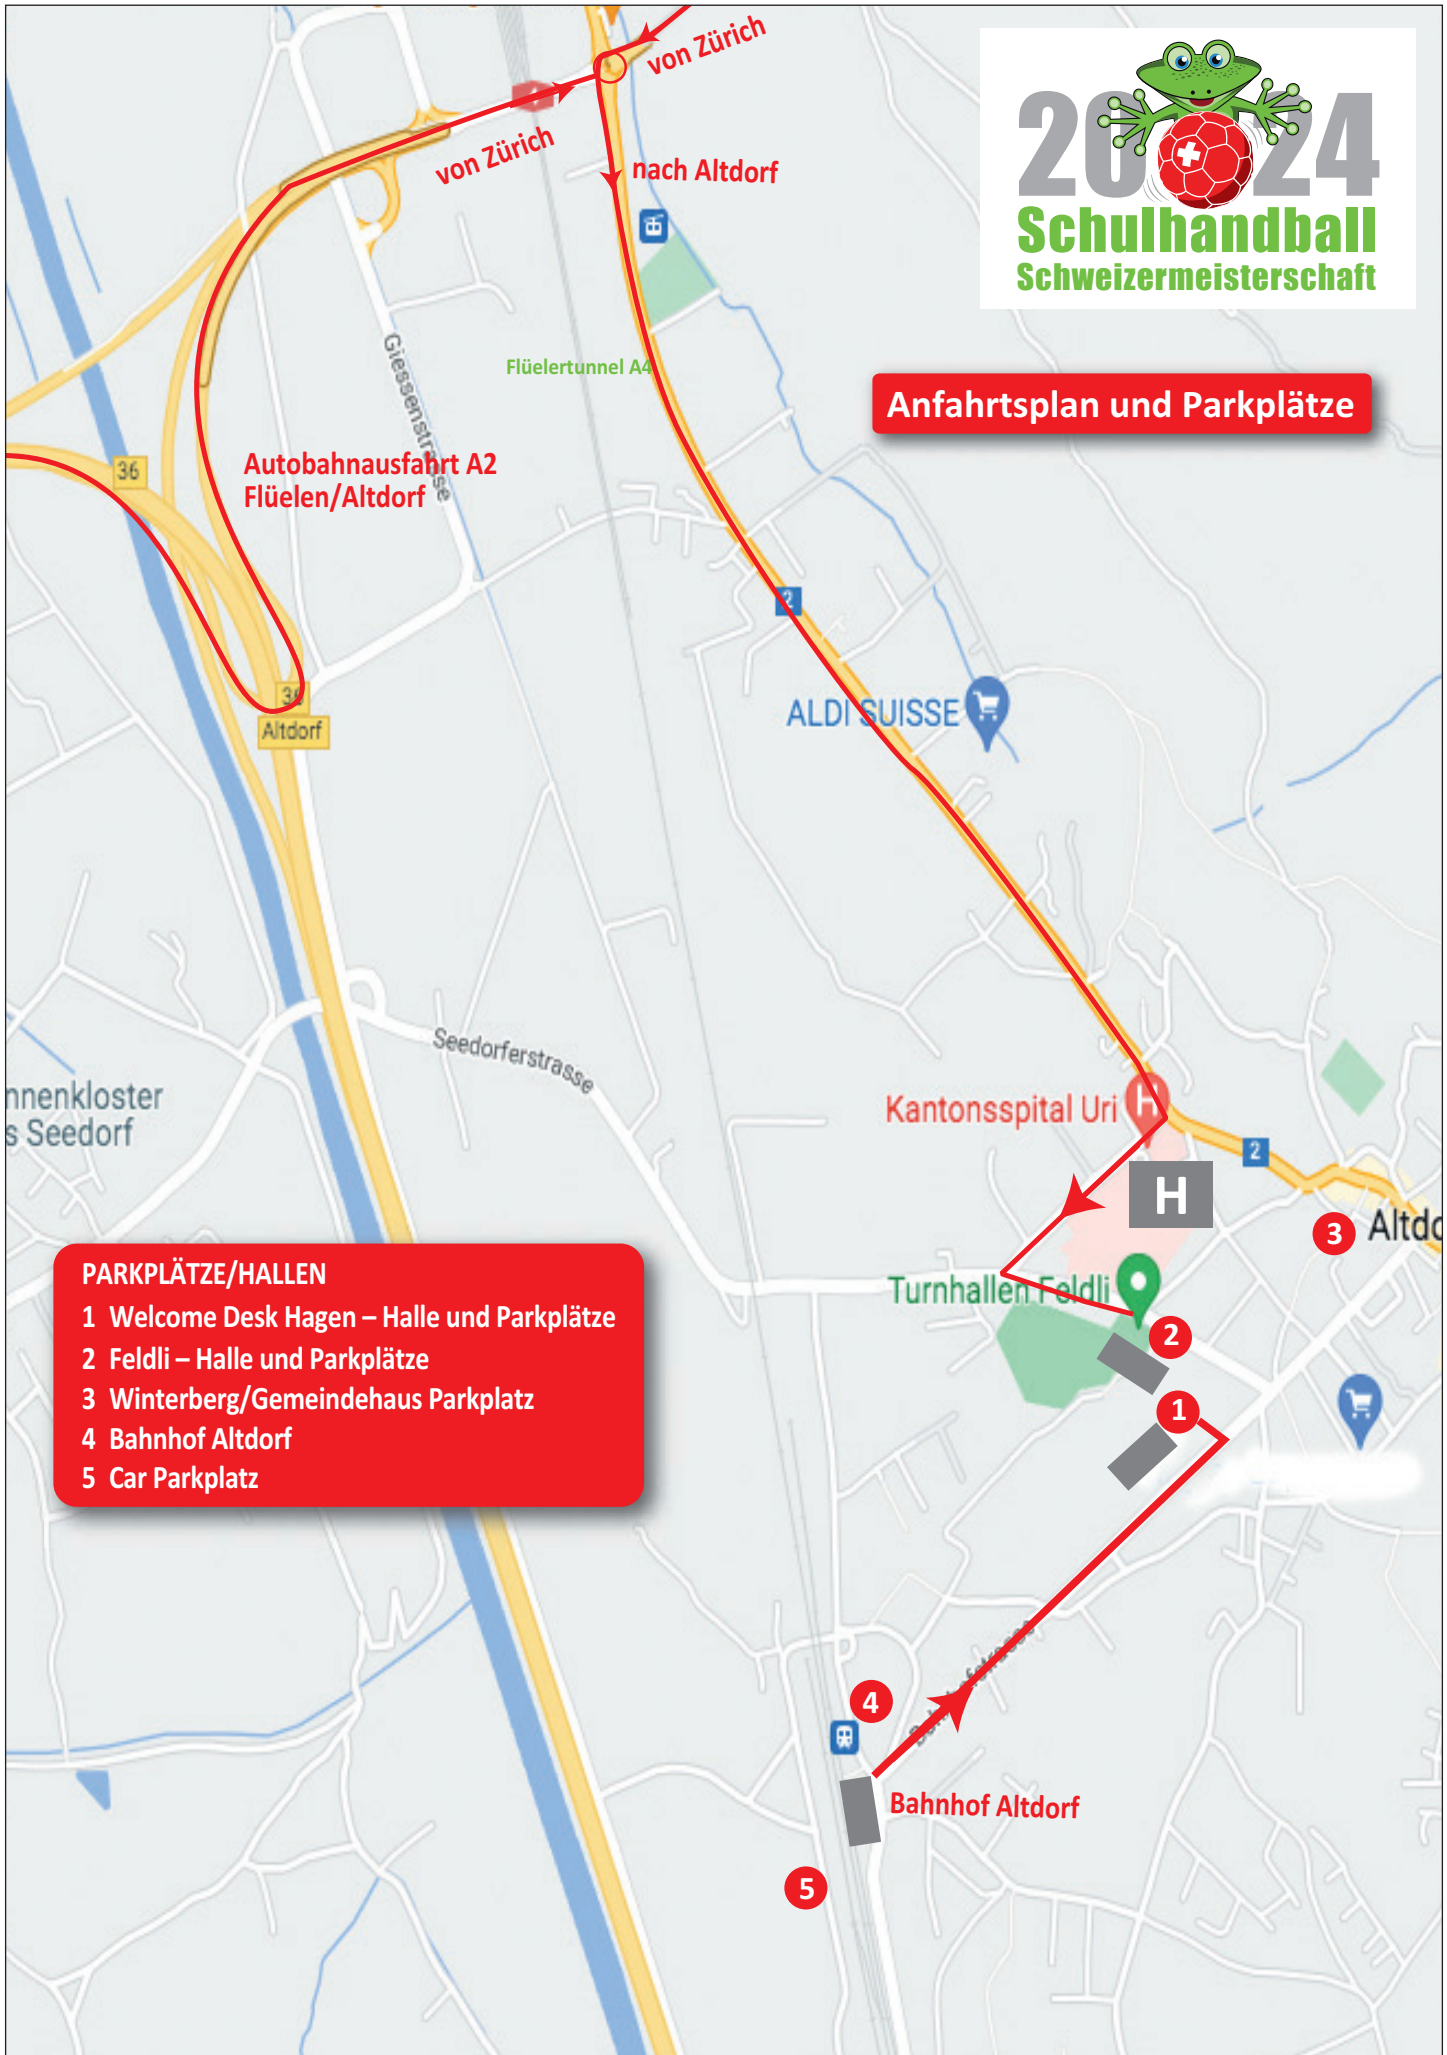 von Zürich
von Zürich
nach Altdorf
2024
Schulhandball
Schweizermeisterschaft
Giessenstrasse
Flüelertunnel A4
Anfahrtsplan und Parkplätze
36
Autobahnausfahrt A2
Flüelen/Altdorf
2
36
Altdorf
ALDI SUISSE
Seedorferstrasse
nnenkloster
s Seedorf
Kantonsspital Uri
H
2
H
3
Altdo
PARKPLÄTZE/HALLEN
1 Welcome Desk Hagen – Halle und Parkplätze
2 Feldli – Halle und Parkplätze
3 Winterberg/Gemeindehaus Parkplatz
4 Bahnhof Altdorf
5 Car Parkplatz
Turnhallen Feldli
2
1
Bahnhofstrasse
4
Bahnhof Altdorf
5